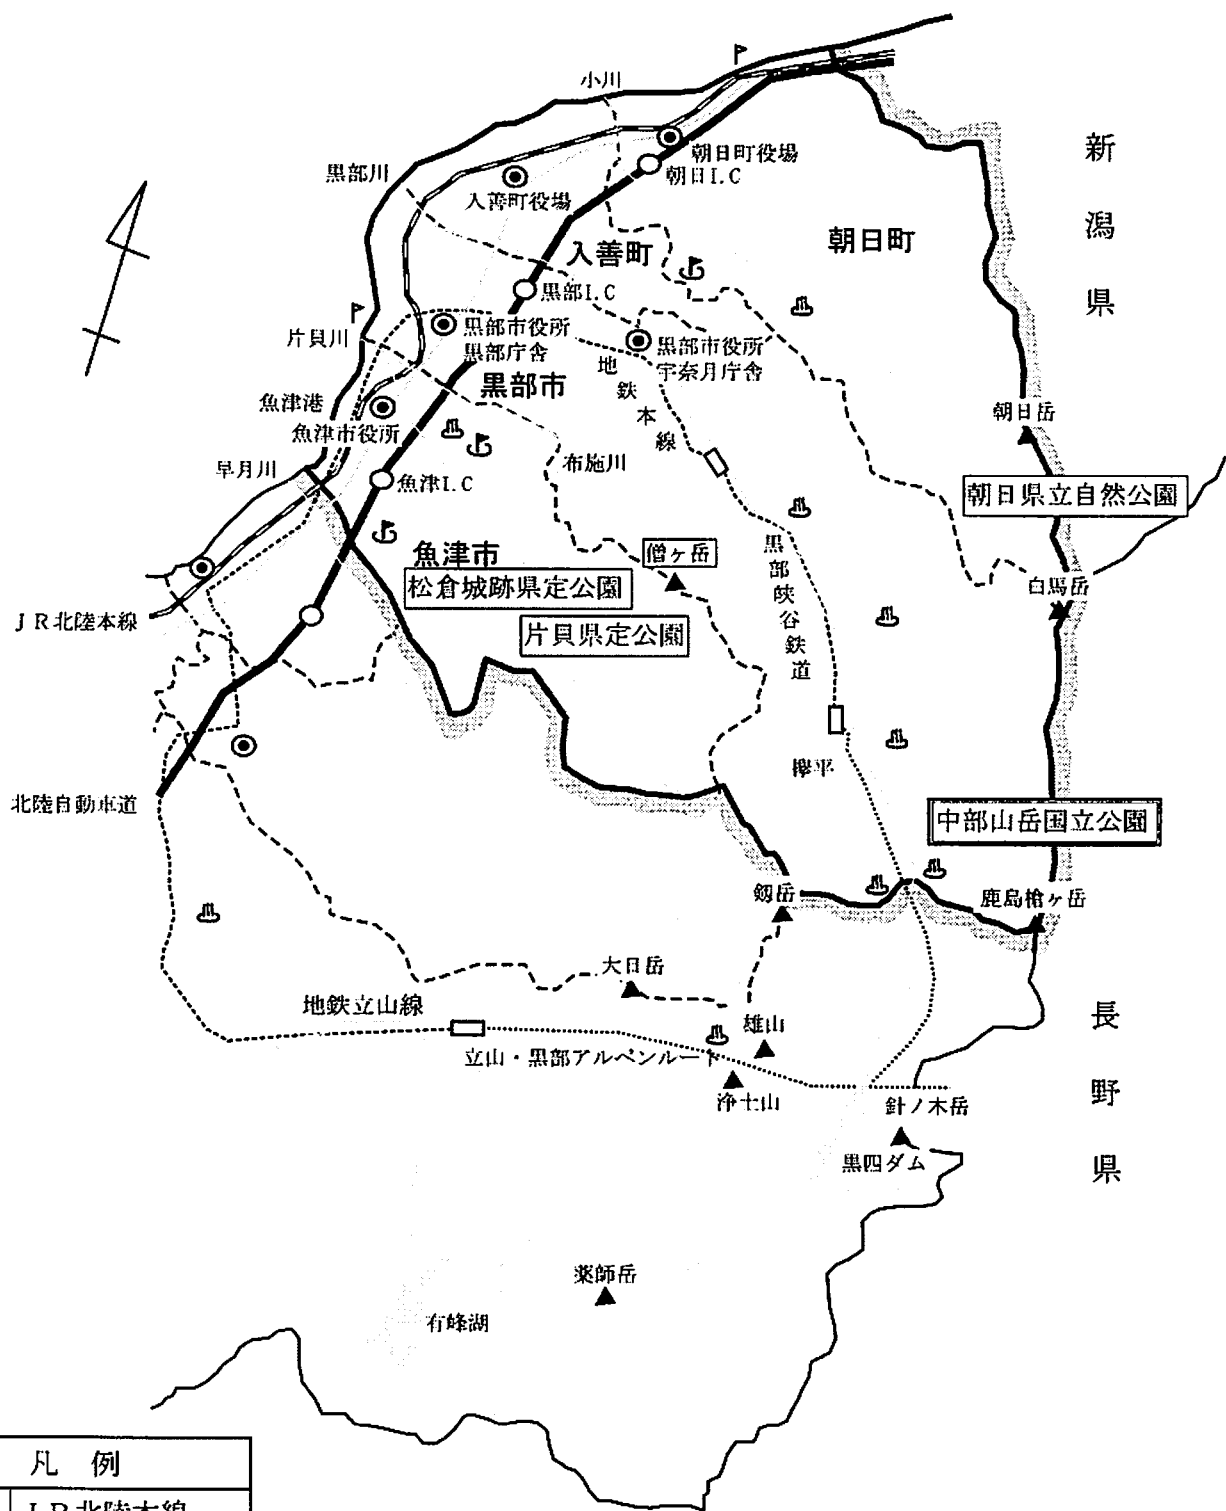 小川
朝日町役場
朝日I.C
黒部川
入善町役場
新潟県
朝日町
入善町
黒部I.C
片貝川
黒部市役所
黒部庁舎
黒部市役所
宇奈月庁舎
地鉄本線
黒部市
魚津港
魚津市役所
朝日岳
早月川
魚津I.C
布施川
朝日県立自然公園
魚津市
僧ヶ岳
黒部峡谷鉄道
松倉城跡県定公園
白馬岳
JR北陸本線
片貝県定公園
欅平
北陸自動車道
中部山岳国立公園
剱岳
鹿島槍ヶ岳
大日岳
地鉄立山線
雄山
長野県
立山・黒部アルペンルート
浄土山
針ノ木岳
黒四ダム
薬師岳
有峰湖
凡例
JR北陸本線